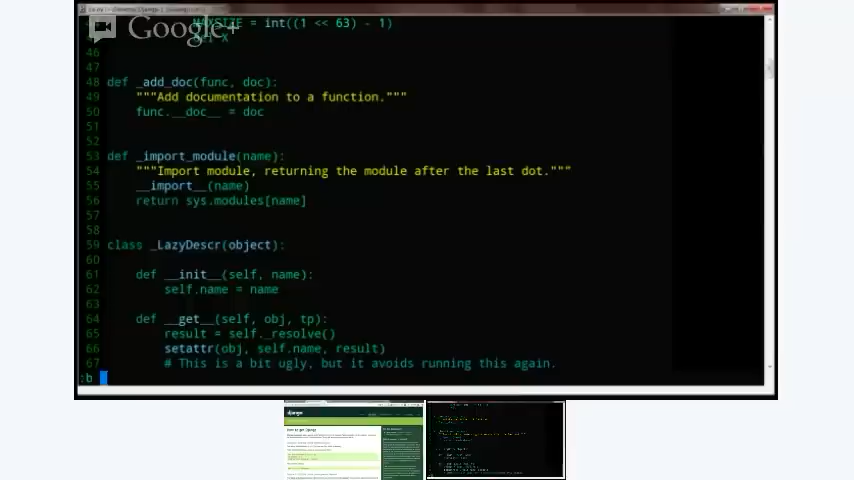 MAXSIZE = int((1 << 63) - 1)
Google+
del X
46
47
48 def _add_doc(func, doc):
49 """Add documentation to a function."""
50 func.__doc__ = doc
51
52
53 def _import_module(name):
54 """Import module, returning the module after the last dot."""
55 __import__(name)
56 return sys.modules[name]
57
58
59 class _LazyDescr(object):
60
61 def __init__(self, name):
62 self.name = name
63
64 def __get__(self, obj, tp):
65 result = self._resolve()
66 setattr(obj, self.name, result)
67 # This is a bit ugly, but it avoids running this again.
:b
django